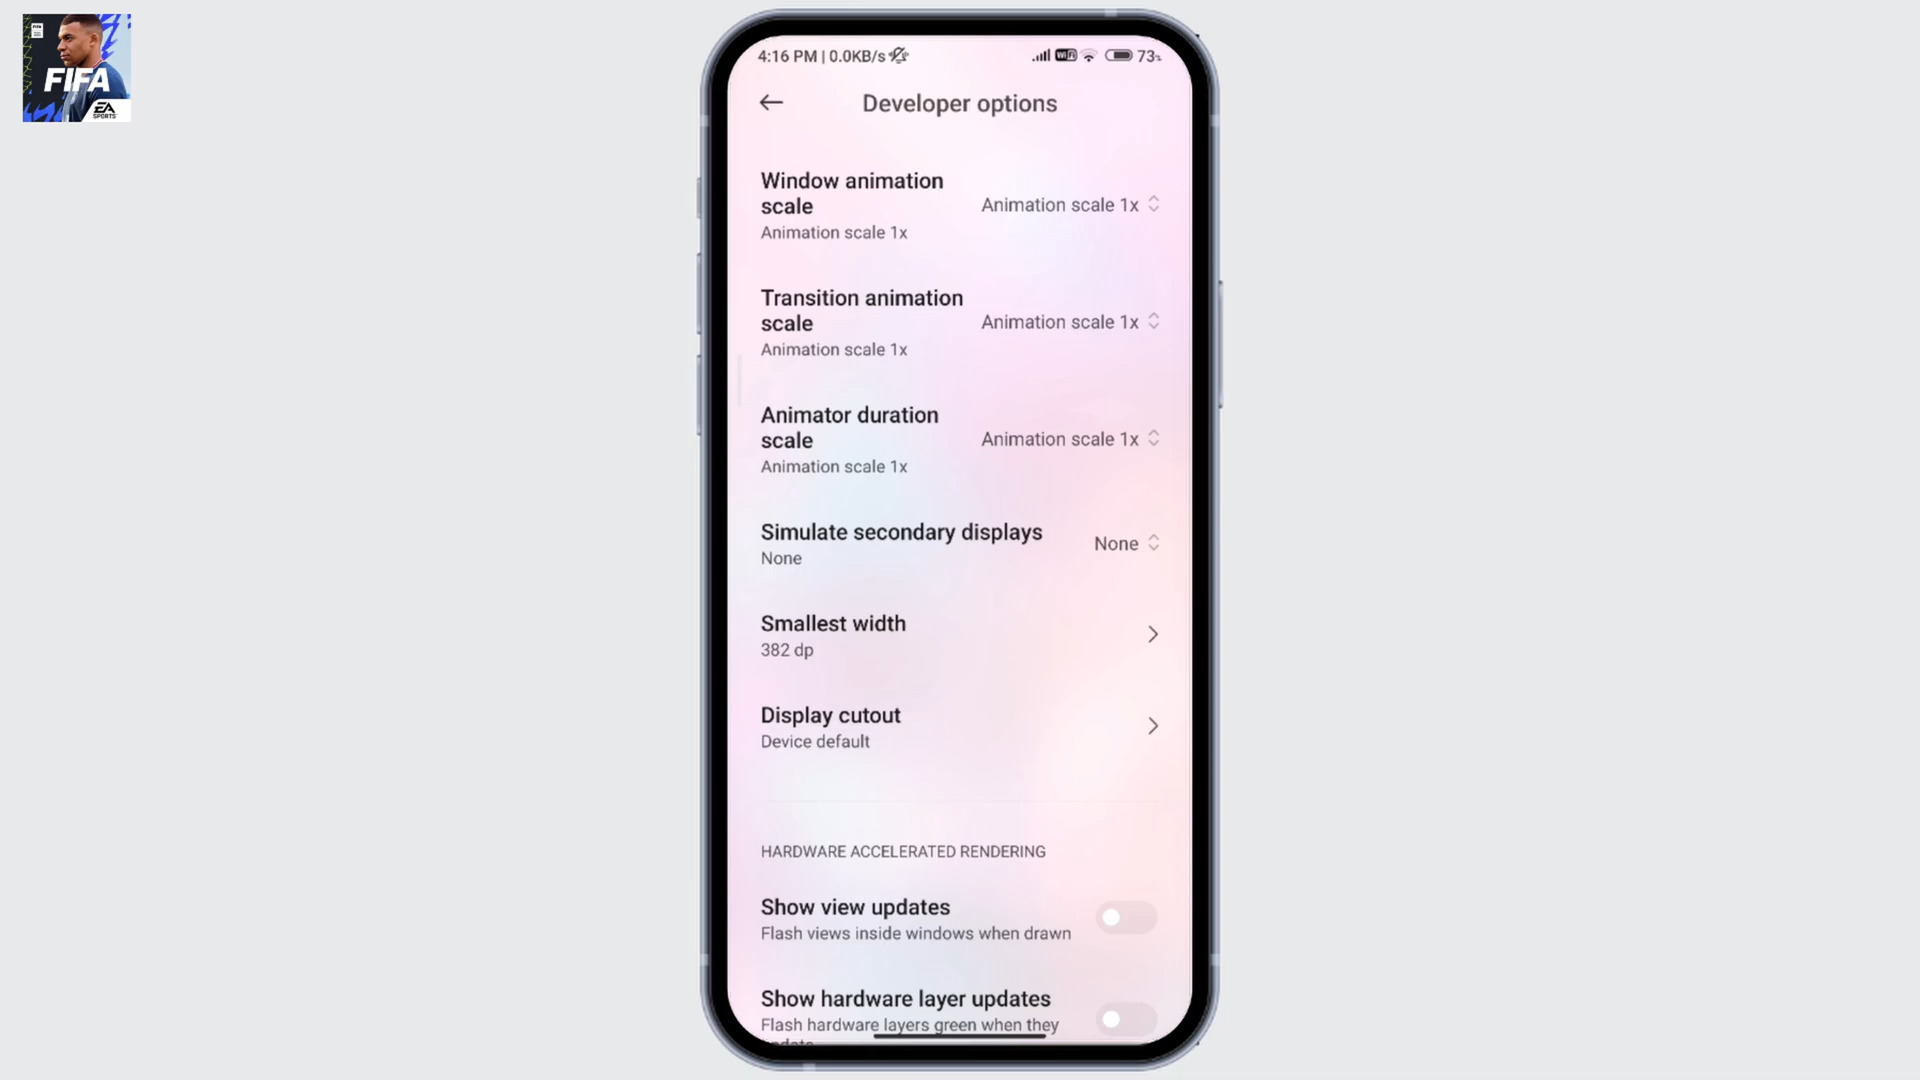 FIFA
EA
SPORTS
4:16 PM | 0.0KB/s
WiFi
73%
Developer options
Window animation
scale
Animation scale 1x
Animation scale 1x
Transition animation
scale
Animation scale 1x
Animation scale 1x
Animator duration
scale
Animation scale 1x
Animation scale 1x
Simulate secondary displays
None
None
Smallest width
382 dp
Display cutout
Device default
HARDWARE ACCELERATED RENDERING
Show view updates
Flash views inside windows when drawn
Show hardware layer updates
Flash hardware layers green when they
update